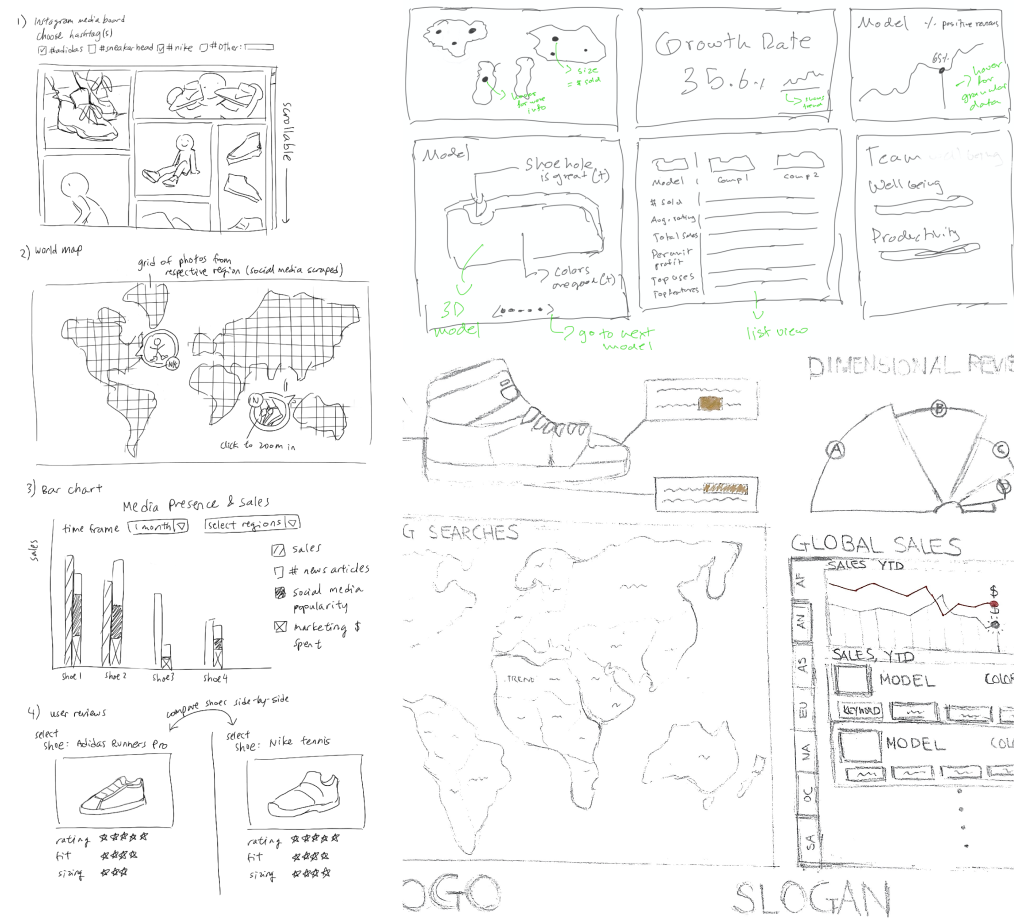 1) Instagram media board
choose hashtag(s)
#adidas #sneakerhead #nike #other:
scrollable
2) World map
grid of photos from
respective region (social media scraped)
NA
N
click to zoom in
3) Bar chart
Media Presence & Sales
time frame 1 month select regions
sales
sales
# news articles
social media
popularity
marketing $
spent
shoe 1 shoe 2 shoe 3 shoe 4
4) user reviews
compare shoes side-by-side
select
shoe: Adidas Runners Pro
rating
fit
sizing
select
shoe: Nike tennis
rating
fit
sizing
size
= # sold
hover
for more
info
Growth Rate
35.6%
Model % positive reviews
65%
hover
for
granular
data
Model
Shoe hole
is great (+)
colors
are good (+)
3D
model
go to next
model
Model Comp 1 Comp 2
# sold
Avg. rating
Total Sales
Per unit
profit
Top Uses
Top features
list view
Team wellbeing
Well being
Productivity
DIMENSIONAL REVIE
A
B
C
D
G SEARCHES
TREND
GLOBAL SALES
AF
AN
AS
EU
NA
OC
SA
SALES YTD
SALES, YTD
MODEL COLOR
KEYWORD
MODEL COL
OGO
SLOGAN